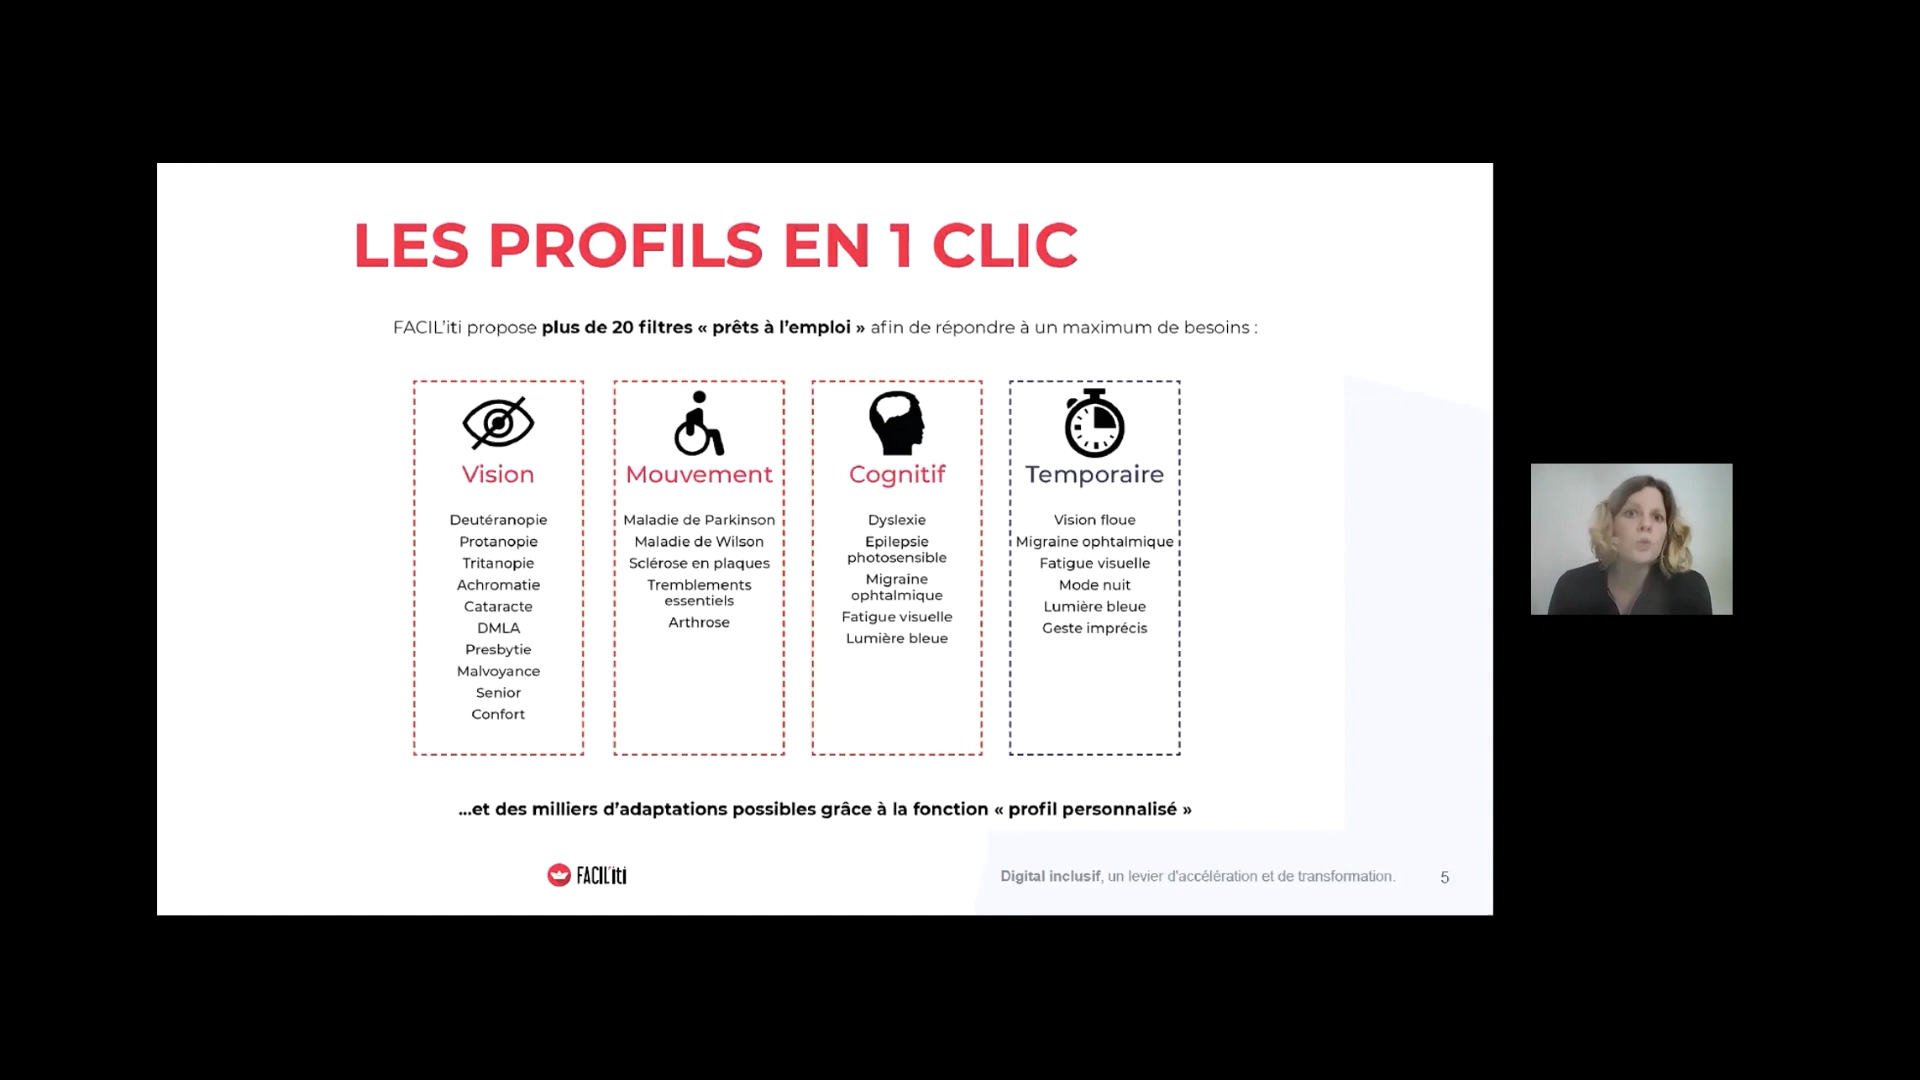 LES PROFILS EN 1 CLIC
FACIL'iti propose plus de 20 filtres « prêts à l'emploi » afin de répondre à un maximum de besoins :
Vision
Deutéranopie
Protanopie
Tritanopie
Achromatie
Cataracte
DMLA
Presbytie
Malvoyance
Senior
Confort
Mouvement
Maladie de Parkinson
Maladie de Wilson
Sclérose en plaques
Tremblements
essentiels
Arthrose
Cognitif
Dyslexie
Epilepsie
photosensible
Migraine
ophtalmique
Fatigue visuelle
Lumière bleue
Temporaire
Vision floue
Migraine ophtalmique
Fatigue visuelle
Mode nuit
Lumière bleue
Geste imprécis
...et des milliers d'adaptations possibles grâce à la fonction « profil personnalisé »
FACIL'iti
Digital inclusif, un levier d'accélération et de transformation.
5